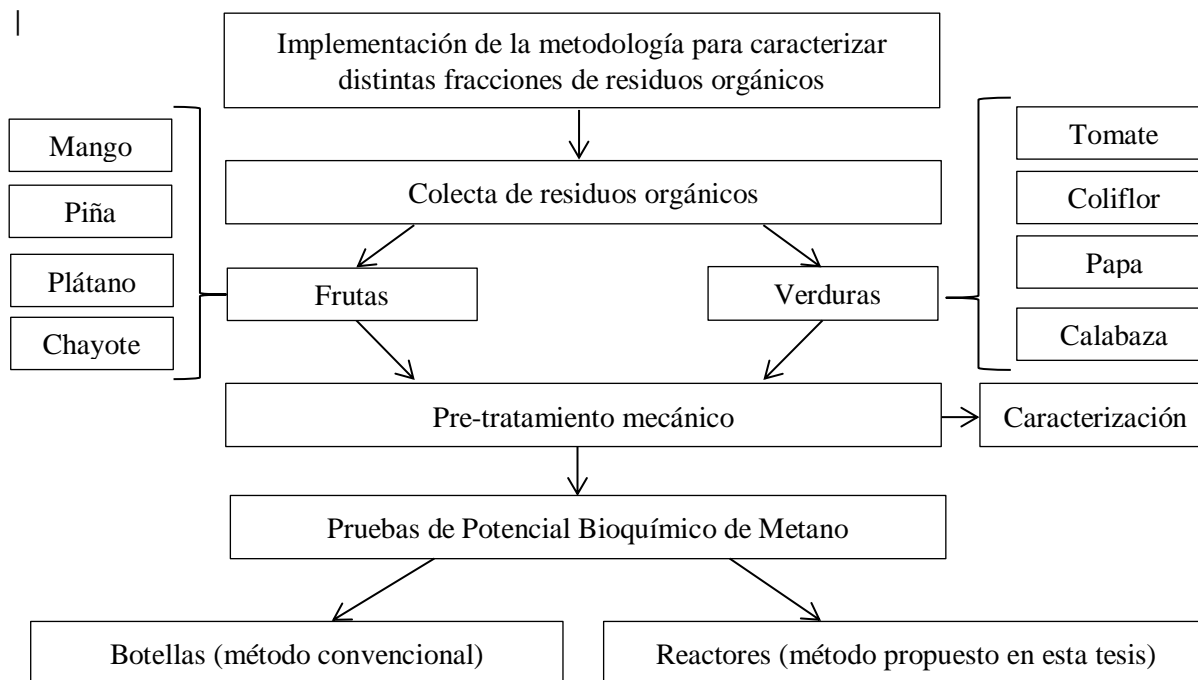 |
Implementación de la metodología para caracterizar
distintas fracciones de residuos orgánicos
Mango
Piña
Plátano
Chayote
Colecta de residuos orgánicos
Frutas
Verduras
Tomate
Coliflor
Papa
Calabaza
Pre-tratamiento mecánico
Caracterización
Pruebas de Potencial Bioquímico de Metano
Botellas (método convencional)
Reactores (método propuesto en esta tesis)